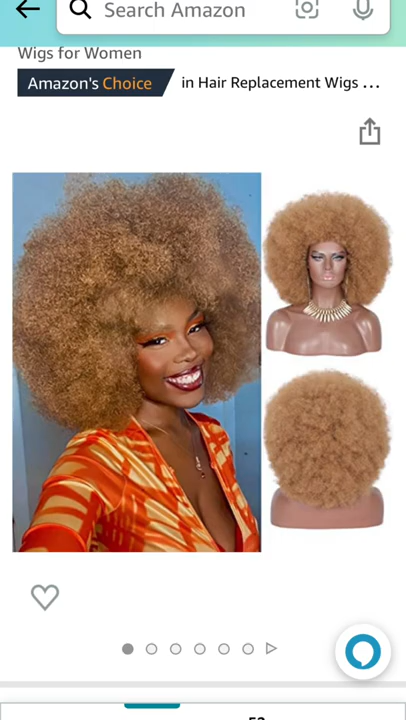 Search Amazon
Wigs for Women
Amazon's Choice in Hair Replacement Wigs ...